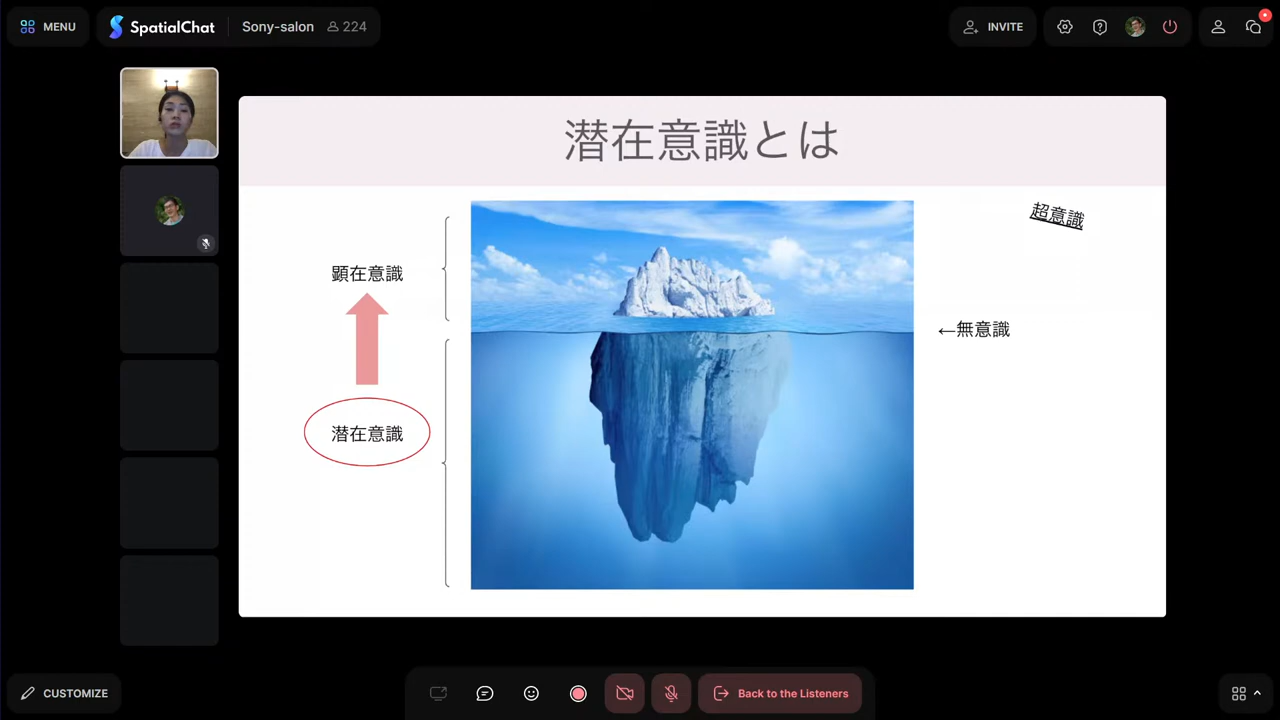 MENU
SpatialChat
Sony-salon
224
INVITE
潜在意識とは
超意識
顕在意識
←無意識
潜在意識
CUSTOMIZE
Back to the Listeners